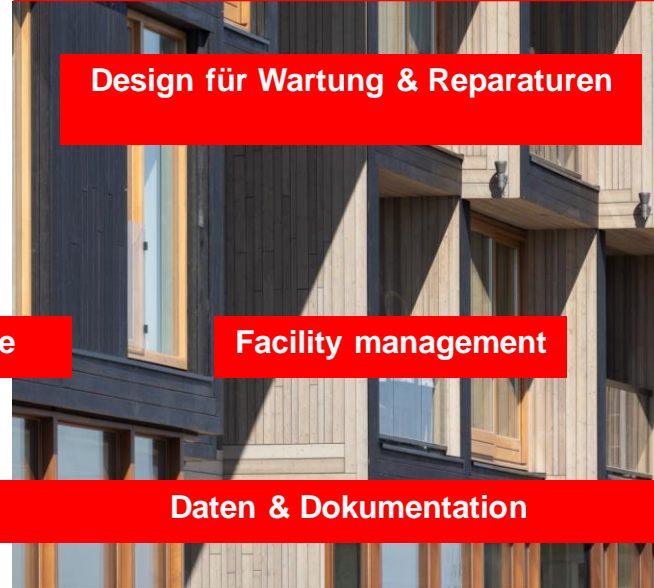 Design für Wartung & Reparaturen
e
Facility management
Daten & Dokumentation